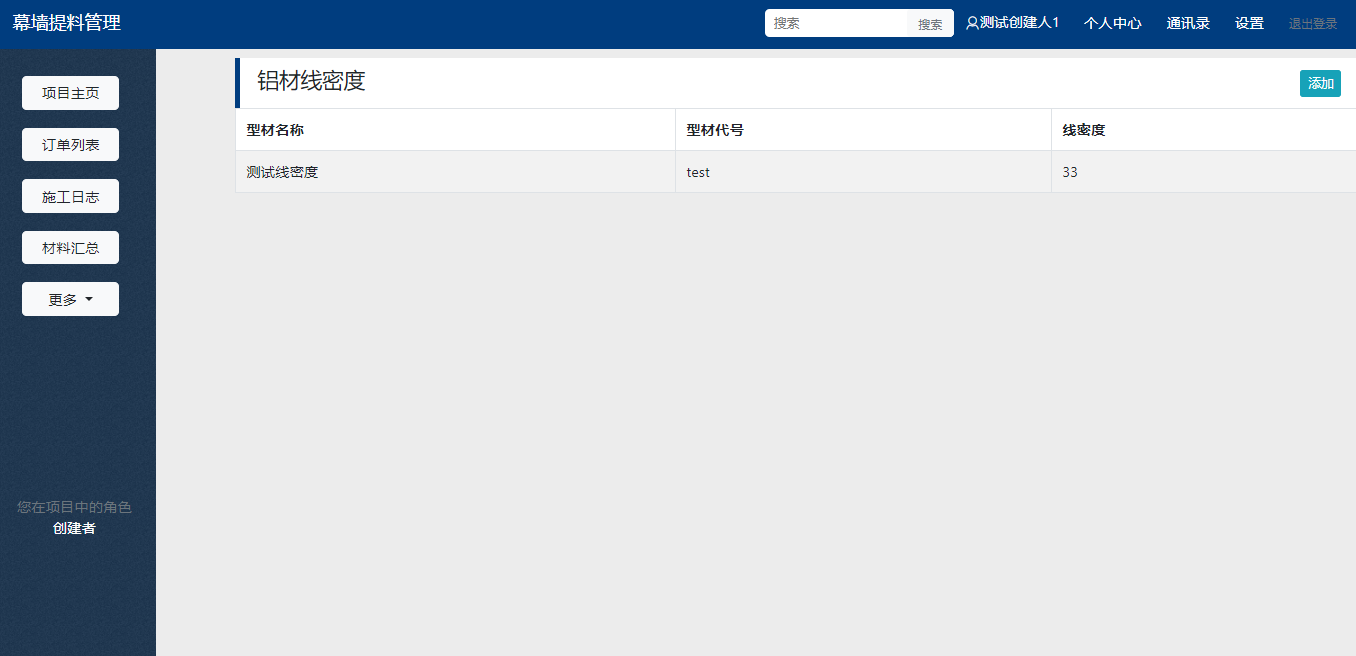 幕墙提料管理
搜索 搜索 测试创建人1 个人中心 通讯录 设置 退出登录
项目主页
订单列表
施工日志
材料汇总
更多
您在项目中的角色
创建者
铝材线密度 添加
型材名称 型材代号 线密度
测试线密度 test 33